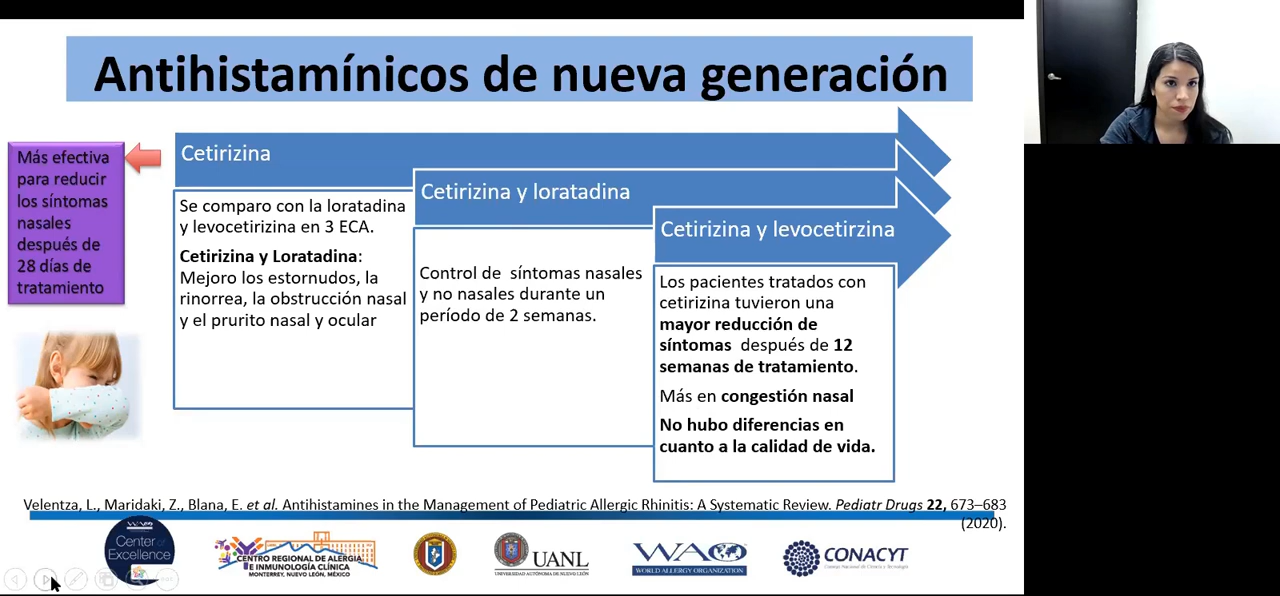 Antihistamínicos de nueva generación
Más efectiva
para reducir
los síntomas
nasales
después de
28 días de
tratamiento
Cetirizina
Se comparo con la loratadina
y levocetirizina en 3 ECA.
Cetirizina y Loratadina:
Mejoro los estornudos, la
rinorrea, la obstrucción nasal
y el prurito nasal y ocular
Cetirizina y loratadina
Control de síntomas nasales
y no nasales durante un
período de 2 semanas.
Cetirizina y levocetirzina
Los pacientes tratados con
cetirizina tuvieron una
mayor reducción de
síntomas después de 12
semanas de tratamiento.
Más en congestión nasal
No hubo diferencias en
cuanto a la calidad de vida.
Velentza, L., Maridaki, Z., Blana, E. et al. Antihistamines in the Management of Pediatric Allergic Rhinitis: A Systematic Review. Pediatr Drugs 22, 673–683
(2020).
Center of
Excellence
CENTRO REGIONAL DE ALERGIA
E INMUNOLOGÍA CLÍNICA
MONTERREY, NUEVO LEÓN, MÉXICO
UANL
UNIVERSIDAD AUTÓNOMA DE NUEVO LEÓN
WAO
WORLD ALLERGY ORGANIZATION
CONACYT
Consejo Nacional de Ciencia y Tecnología